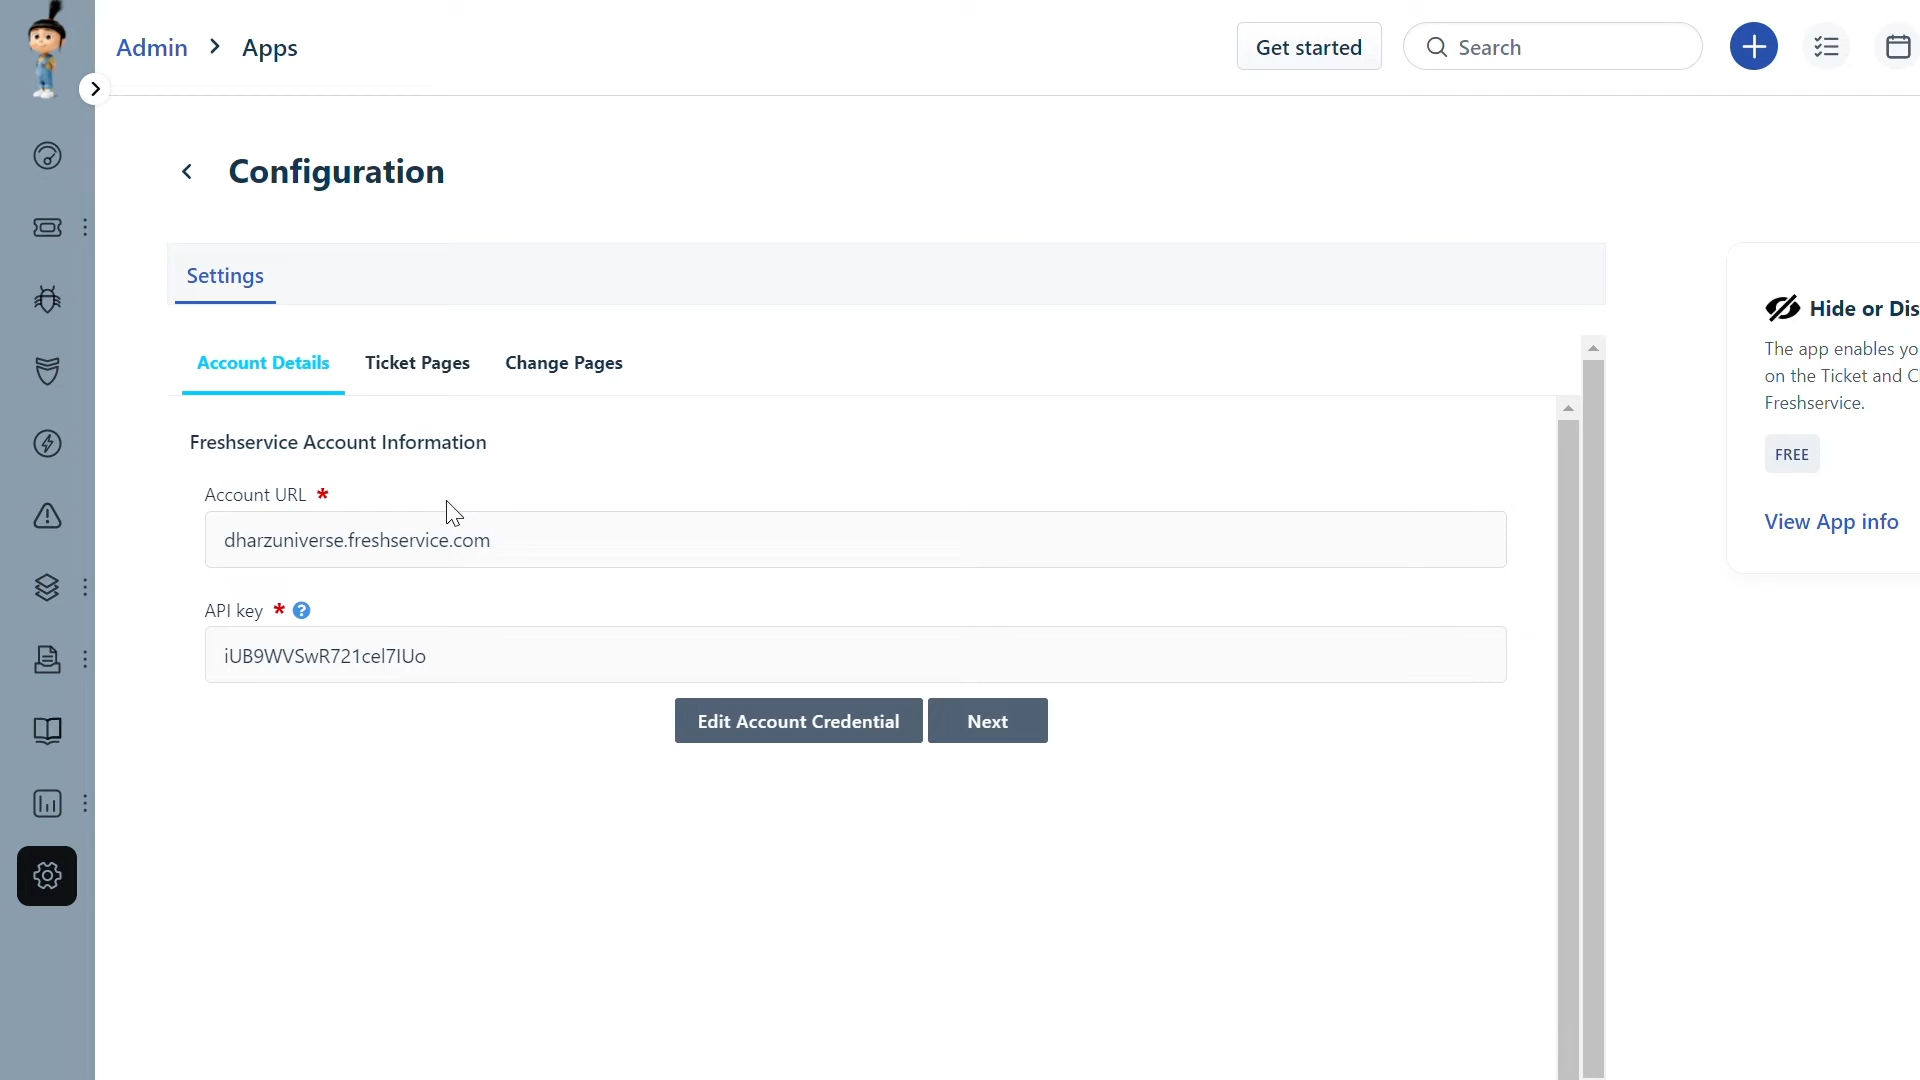 Admin > Apps
Get started
Search
Configuration
Settings
Account Details
Ticket Pages
Change Pages
Freshservice Account Information
Account URL *
dharzuniverse.freshservice.com
API key * ?
iUB9WVSwR721cel7IUo
Edit Account Credential
Next
Hide or Dis
The app enables yo
on the Ticket and C
Freshservice.
FREE
View App info